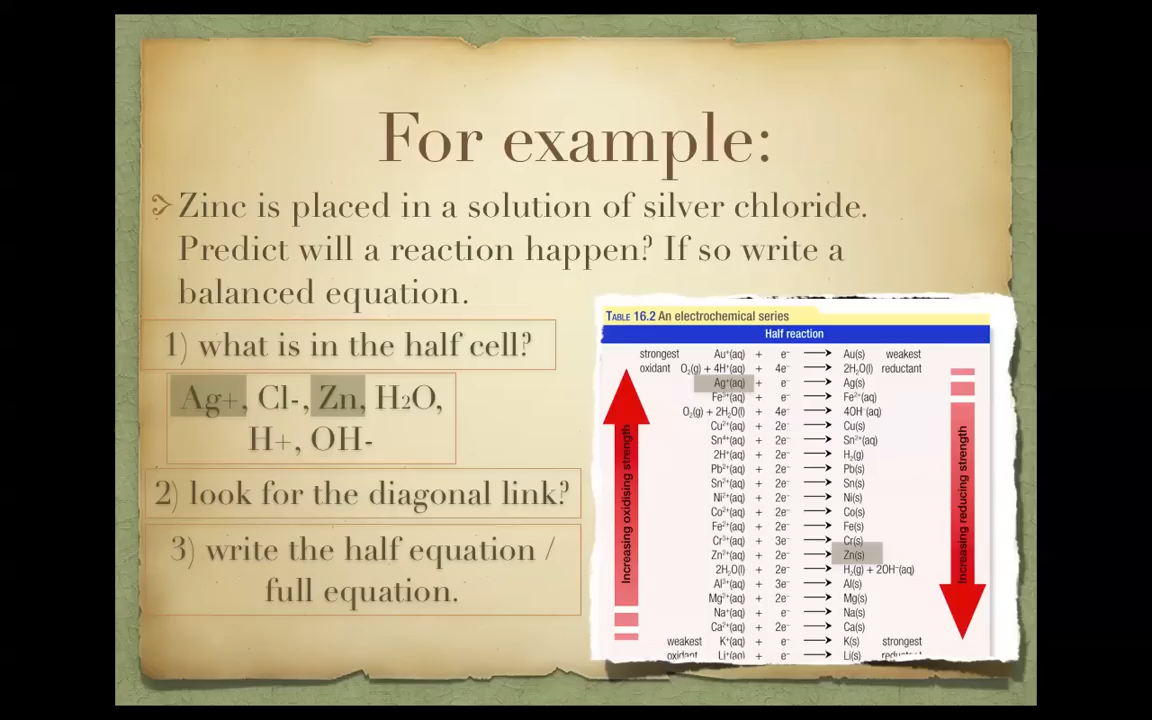 For example:
Zinc is placed in a solution of silver chloride.
Predict will a reaction happen? If so write a
balanced equation.
1) what is in the half cell?
Ag+, Cl-, Zn, H₂O,
H+, OH-
2) look for the diagonal link?
3) write the half equation /
full equation.
TABLE 16.2 An electrochemical series
Half reaction
strongest Au⁺(aq) + e⁻ → Au(s) weakest
oxidant O₂(g) + 4H⁺(aq) + 4e⁻ → 2H₂O(l) reductant
Ag⁺(aq) + e⁻ → Ag(s)
Fe³⁺(aq) + e⁻ → Fe²⁺(aq)
O₂(g) + 2H₂O(l) + 4e⁻ → 4OH⁻(aq)
Cu²⁺(aq) + 2e⁻ → Cu(s)
Sn⁴⁺(aq) + 2e⁻ → Sn²⁺(aq)
2H⁺(aq) + 2e⁻ → H₂(g)
Pb²⁺(aq) + 2e⁻ → Pb(s)
Sn²⁺(aq) + 2e⁻ → Sn(s)
Ni²⁺(aq) + 2e⁻ → Ni(s)
Co²⁺(aq) + 2e⁻ → Co(s)
Fe²⁺(aq) + 2e⁻ → Fe(s)
Cr³⁺(aq) + 3e⁻ → Cr(s)
Zn²⁺(aq) + 2e⁻ → Zn(s)
2H₂O(l) + 2e⁻ → H₂(g) + 2OH⁻(aq)
Al³⁺(aq) + 3e⁻ → Al(s)
Mg²⁺(aq) + 2e⁻ → Mg(s)
Na⁺(aq) + e⁻ → Na(s)
Ca²⁺(aq) + 2e⁻ → Ca(s)
weakest K⁺(aq) + e⁻ → K(s) strongest
oxidant Li⁺(aq) + e⁻ → Li(s) reductant
Increasing oxidising strength
Increasing reducing strength